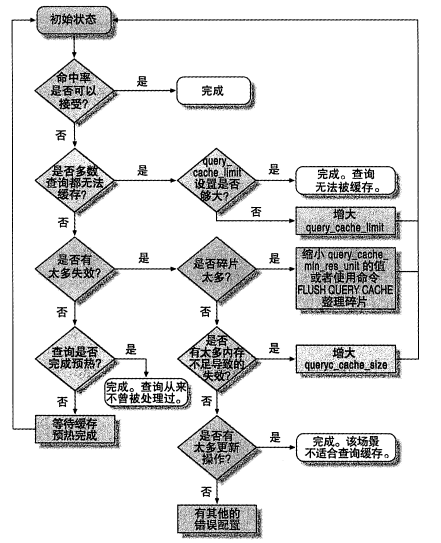 初始状态
命中率
是否可以
接受?
是
完成
否
是否多数
查询都无法
缓存?
是
query_
cache_limit
设置是否
够大?
是
完成。查询
无法被缓存。
否
增大
query_cache_limit
否
是否有
太多失效?
是
是否碎片
太多?
是
缩小 query_cache_
min_res_unit 的值
或者使用命令
FLUSH QUERY CACHE
整理碎片
否
否
查询是否
完成预热?
是
完成。查询从来
不曾被处理过。
是否
有太多内存
不足导致的
失效?
是
增大
queryc_cache_size
否
等待缓存
预热完成
否
是否有
太多更新
操作?
是
完成。该场景
不适合查询缓存。
否
有其他的
错误配置